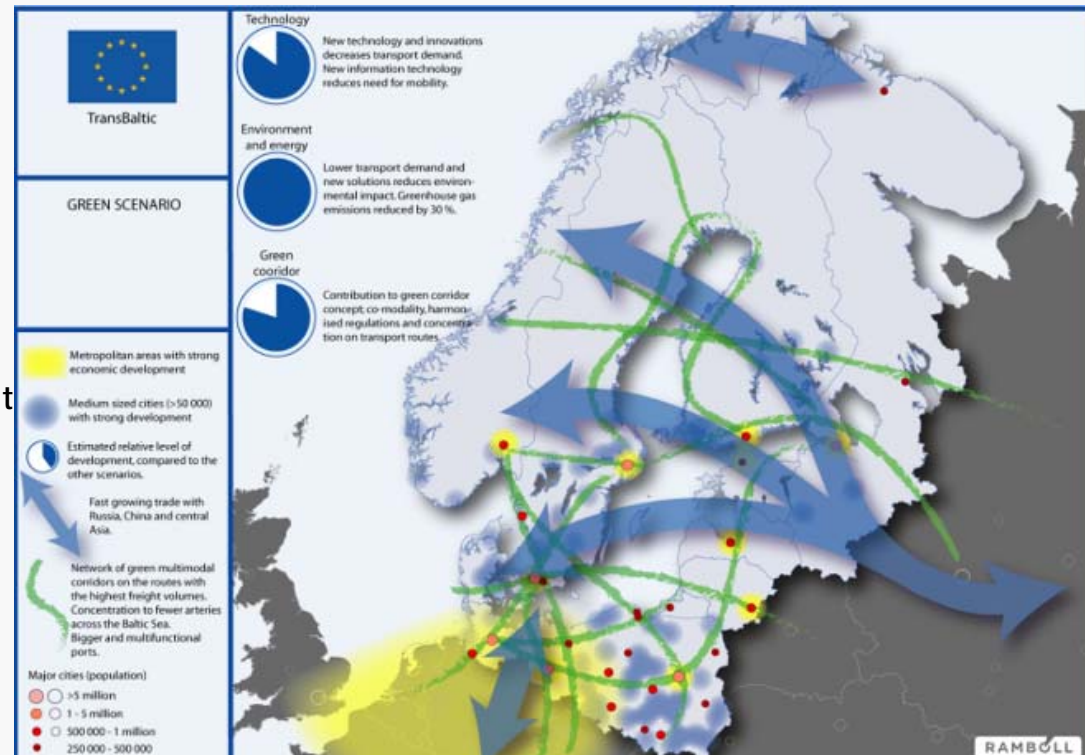 TransBaltic
GREEN SCENARIO
t
Metropolitan areas with strong
economic development
Medium sized cities (>50 000)
with strong development
Estimated relative level of
development, compared to the
other scenarios.
Fast growing trade with
Russia, China and central
Asia.
Network of green multimodal
corridors on the routes with
the highest freight volumes.
Concentration to fewer arteries
across the Baltic Sea.
Bigger and multifunctional
ports.
Major cities (population)
>5 million
1 - 5 million
500 000 - 1 million
250 000 - 500 000
Technology
New technology and innovations
decreases transport demand.
New information technology
reduces need for mobility.
Environment
and energy
Lower transport demand and
new solutions reduces environ-
mental impact. Greenhouse gas
emissions reduced by 30 %.
Green
cooridor
Contribution to green corridor
concept; co-modality, harmon-
ised regulations and concentra-
tion on transport routes.
RAMBOLL